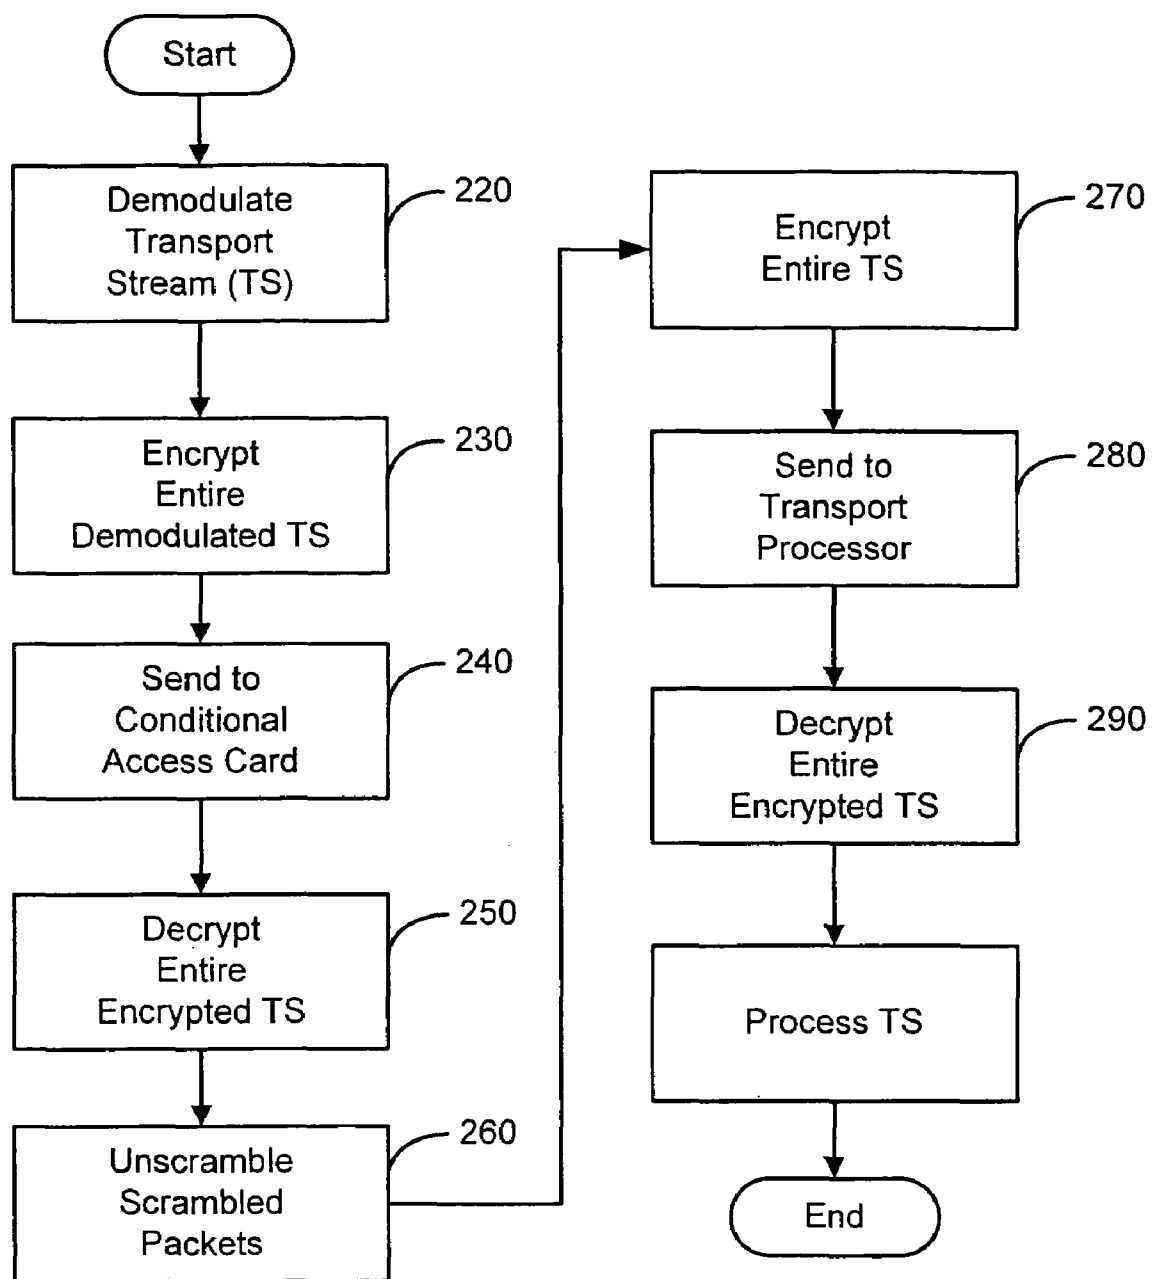 Start
Demodulate
Transport
Stream (TS)
220
Encrypt
Entire
Demodulated TS
230
Send to
Conditional
Access Card
240
Decrypt
Entire
Encrypted TS
250
Unscramble
Scrambled
Packets
260
Encrypt
Entire TS
270
Send to
Transport
Processor
280
Decrypt
Entire
Encrypted TS
290
Process TS
End